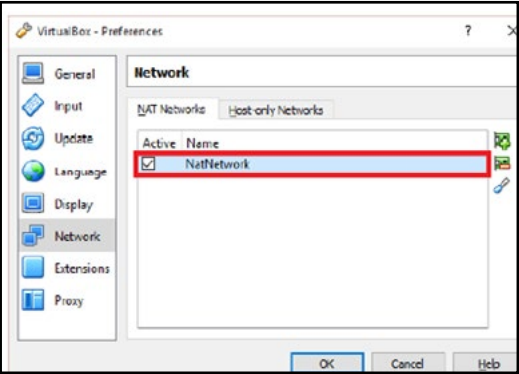 VirtualBox - Preferences ?
General
Input
Update
Language
Display
Network
Extensions
Proxy
Network
NAT Networks Host-only Networks
Active Name
NatNetwork
OK Cancel Help